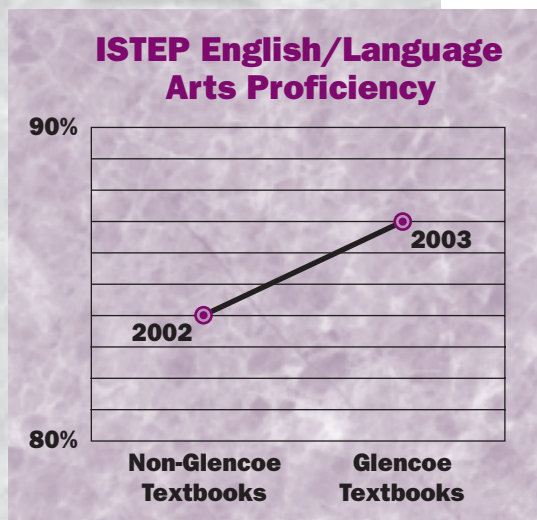 ISTEP English/Language
Arts Proficiency
90%
2003
2002
80%
Non-Glencoe
Textbooks
Glencoe
Textbooks